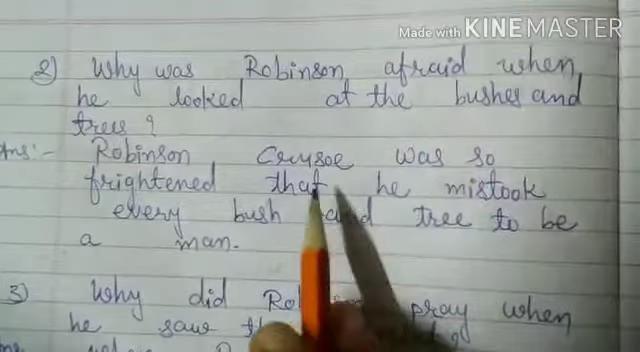 Made with KINEMASTER
2) Why was Robinson afraid when
he looked at the bushes and
trees ?
Ans:- Robinson Crusoe was so
frightened that he mistook
every bush and tree to be
a man.
3) Why did pray when
he saw